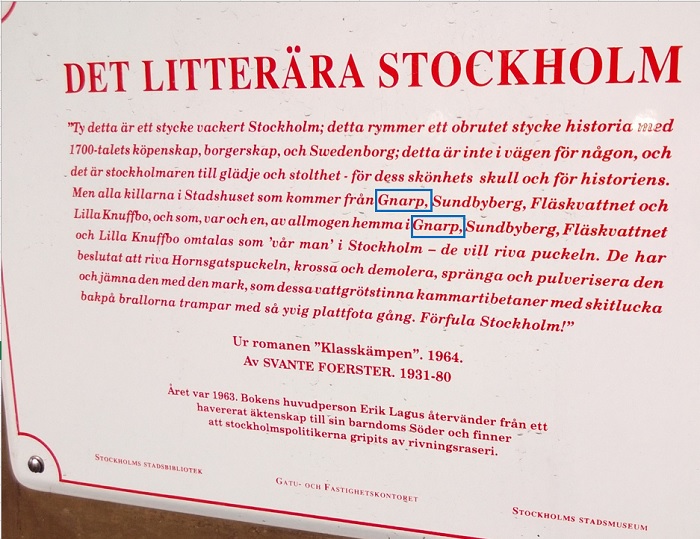 DET LITTERÄRA STOCKHOLM
"Ty detta är ett stycke vackert Stockholm; detta rymmer ett obrutet stycke historia med
1700-talets köpenskap, borgerskap, och Swedenborg; detta är inte i vägen för någon, och
det är stockholmaren till glädje och stolthet - för dess skönhets skull och för historiens.
Men alla killarna i Stadshuset som kommer från Gnarp, Sundbyberg, Fläskvattnet och
Lilla Knuffbo, och som, var och en, av allmogen hemma i Gnarp, Sundbyberg, Fläskvattnet
och Lilla Knuffbo omtalas som 'vår man' i Stockholm – de vill riva puckeln. De har
beslutat att riva Hornsgatspuckeln, krossa och demolera, spränga och pulverisera den
och jämna den med den mark, som dessa vattgrötstinna kammartibetaner med skitlucka
bakpå brallorna trampar med så yvig plattfota gång. Förfula Stockholm!"
Ur romanen "Klasskämpen". 1964.
Av SVANTE FOERSTER. 1931-80
Året var 1963. Bokens huvudperson Erik Lagus återvänder från ett
havererat äktenskap till sin barndoms Söder och finner
att stockholmspolitikerna gripits av rivningsraseri.
STOCKHOLMS STADSBIBLIOTEK
GATU- OCH FASTIGHETSKONTORET
STOCKHOLMS STADSMUSEUM